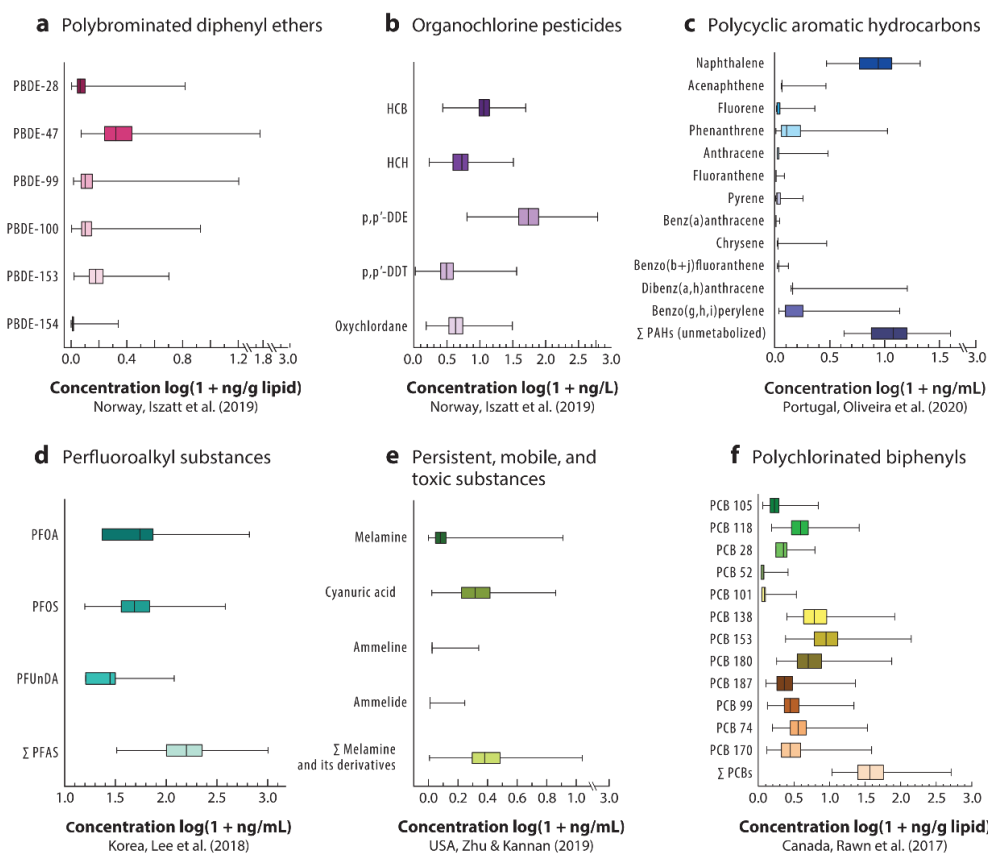 a Polybrominated diphenyl ethers
PBDE-28
PBDE-47
PBDE-99
PBDE-100
PBDE-153
PBDE-154
0.0 0.4 0.8 1.2 1.8 3.0
Concentration log(1 + ng/g lipid)
Norway, Iszatt et al. (2019)
b Organochlorine pesticides
HCB
HCH
p,p′-DDE
p,p′-DDT
Oxychlordane
0.0 0.5 1.0 1.5 2.0 2.5 3.0
Concentration log(1 + ng/L)
Norway, Iszatt et al. (2019)
c Polycyclic aromatic hydrocarbons
Naphthalene
Acenaphthene
Fluorene
Phenanthrene
Anthracene
Fluoranthene
Pyrene
Benz(a)anthracene
Chrysene
Benzo(b+j)fluoranthene
Dibenz(a,h)anthracene
Benzo(g,h,i)perylene
∑ PAHs (unmetabolized)
0.0 0.5 1.0 1.5 3.0
Concentration log(1 + ng/mL)
Portugal, Oliveira et al. (2020)
d Perfluoroalkyl substances
PFOA
PFOS
PFUnDA
∑ PFAS
1.0 1.5 2.0 2.5 3.0
Concentration log(1 + ng/mL)
Korea, Lee et al. (2018)
e Persistent, mobile, and
toxic substances
Melamine
Cyanuric acid
Ammeline
Ammelide
∑ Melamine
and its derivatives
0.0 0.2 0.4 0.6 0.8 1.0 3.0
Concentration log(1 + ng/mL)
USA, Zhu & Kannan (2019)
f Polychlorinated biphenyls
PCB 105
PCB 118
PCB 28
PCB 52
PCB 101
PCB 138
PCB 153
PCB 180
PCB 187
PCB 99
PCB 74
PCB 170
∑ PCBs
0.0 0.5 1.0 1.5 2.0 2.5 3.0
Concentration log(1 + ng/g lipid)
Canada, Rawn et al. (2017)